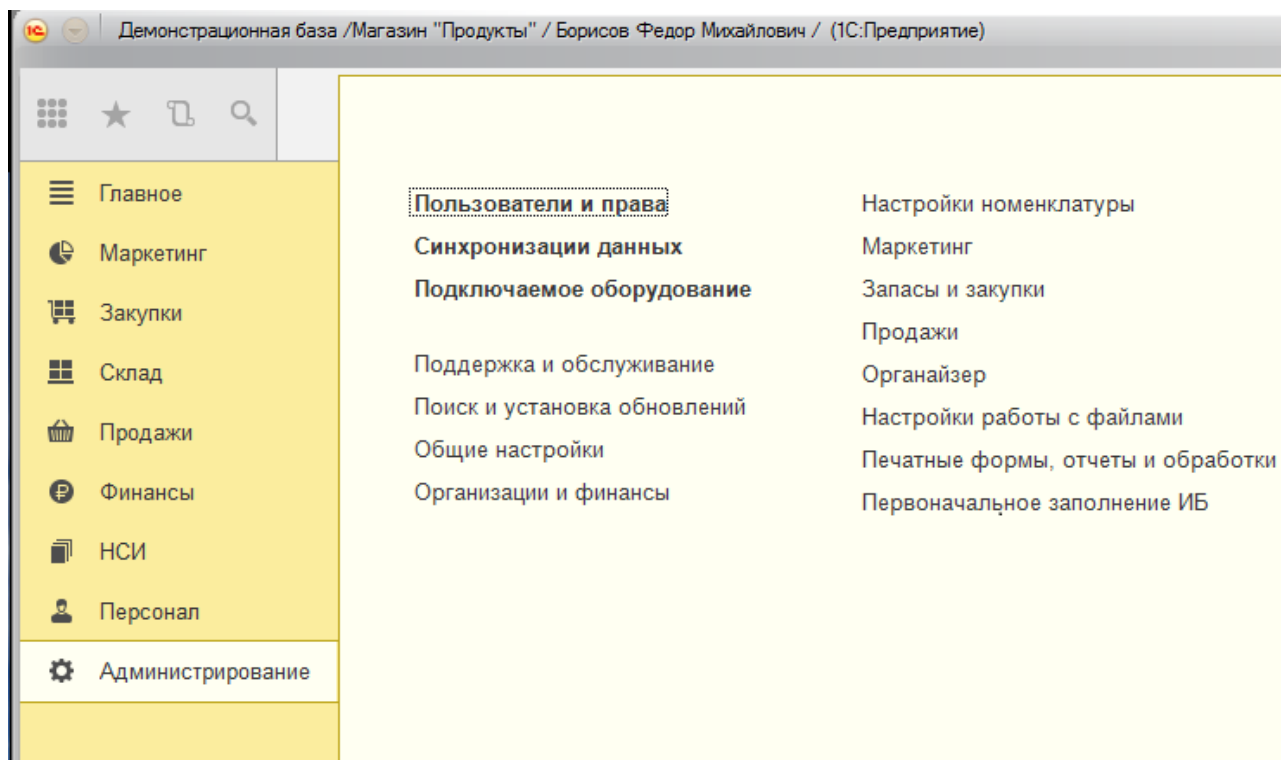 1С Демонстрационная база /Магазин "Продукты" / Борисов Федор Михайлович / (1С:Предприятие)
Главное
Маркетинг
Закупки
Склад
Продажи
Финансы
НСИ
Персонал
Администрирование
Пользователи и права
Синхронизации данных
Подключаемое оборудование
Поддержка и обслуживание
Поиск и установка обновлений
Общие настройки
Организации и финансы
Настройки номенклатуры
Маркетинг
Запасы и закупки
Продажи
Органайзер
Настройки работы с файлами
Печатные формы, отчеты и обработки
Первоначальное заполнение ИБ